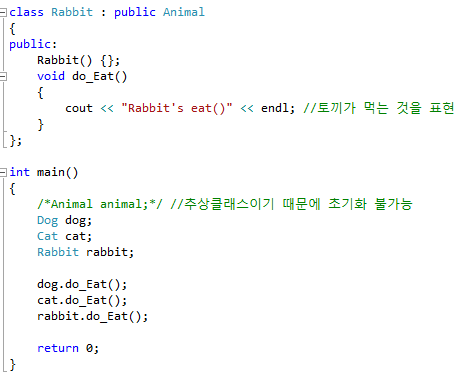 class Rabbit : public Animal
{
public:
    Rabbit() {};
    void do_Eat()
    {
        cout << "Rabbit's eat()" << endl; //토끼가 먹는 것을 표현
    }
};

int main()
{
    /*Animal animal;*/ //추상클래스이기 때문에 초기화 불가능
    Dog dog;
    Cat cat;
    Rabbit rabbit;

    dog.do_Eat();
    cat.do_Eat();
    rabbit.do_Eat();

    return 0;
}